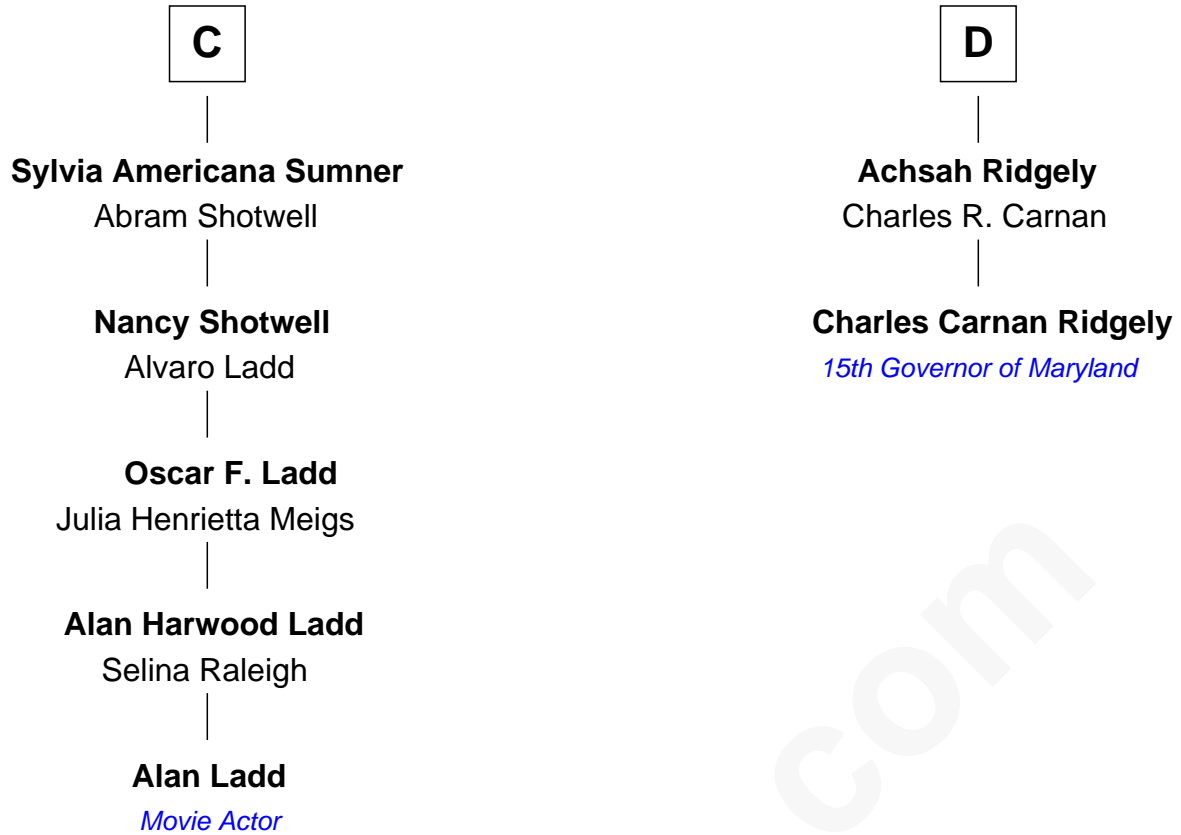 C
Sylvia Americana Sumner
Abram Shotwell
Nancy Shotwell
Alvaro Ladd
Oscar F. Ladd
Julia Henrietta Meigs
Alan Harwood Ladd
Selina Raleigh
Alan Ladd
Movie Actor
D
Achsah Ridgely
Charles R. Carnan
Charles Carnan Ridgely
15th Governor of Maryland
com